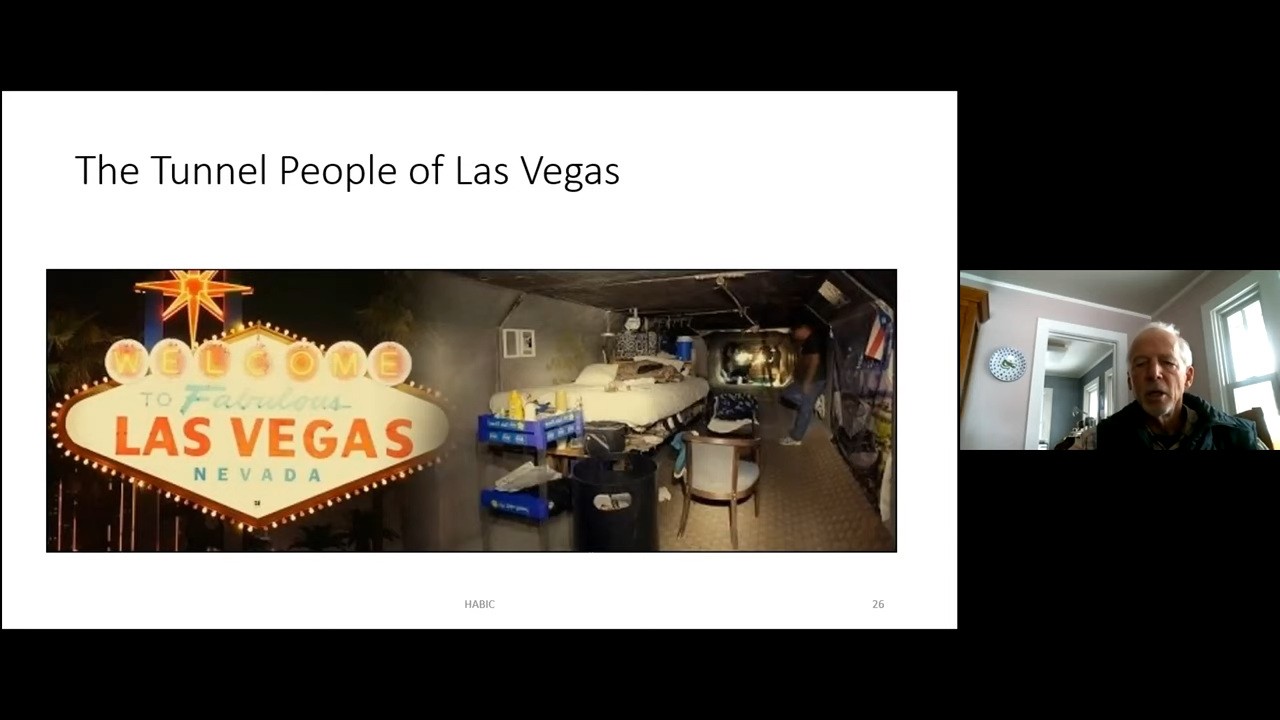 The Tunnel People of Las Vegas
WELCOME
TO Fabulous
LAS VEGAS
NEVADA
HABIC
26